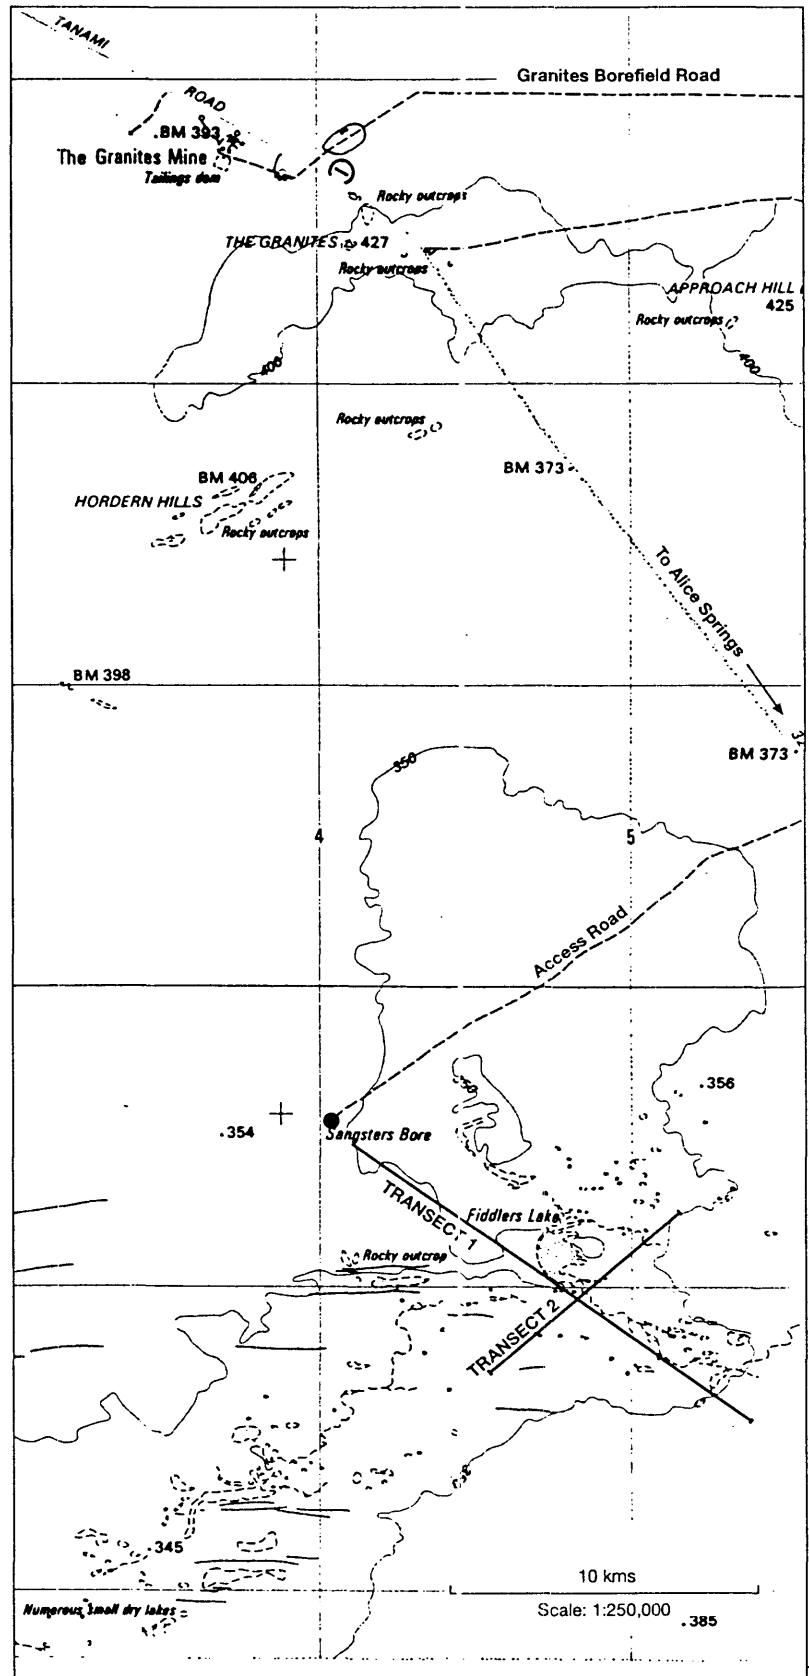 TANAMI
Granites Borefield Road
ROAD
.BM 393
The Granites Mine
Tailings dam
Rocky outcrops
THE GRANITES 427
Rocky outcrops
APPROACH HILL
425
Rocky outcrops
400
400
Rocky outcrops
BM 406
BM 373
HORDERN HILLS
Rocky outcrops
To Alice Springs
BM 398
BM 373
350
4
5
Access Road
350
.356
.354
Sangsters Bore
TRANSECT 1
Fiddlers Lake
Rocky outcrop
TRANSECT 2
.345
10 kms
Scale: 1:250,000
.385
Numerous small dry lakes